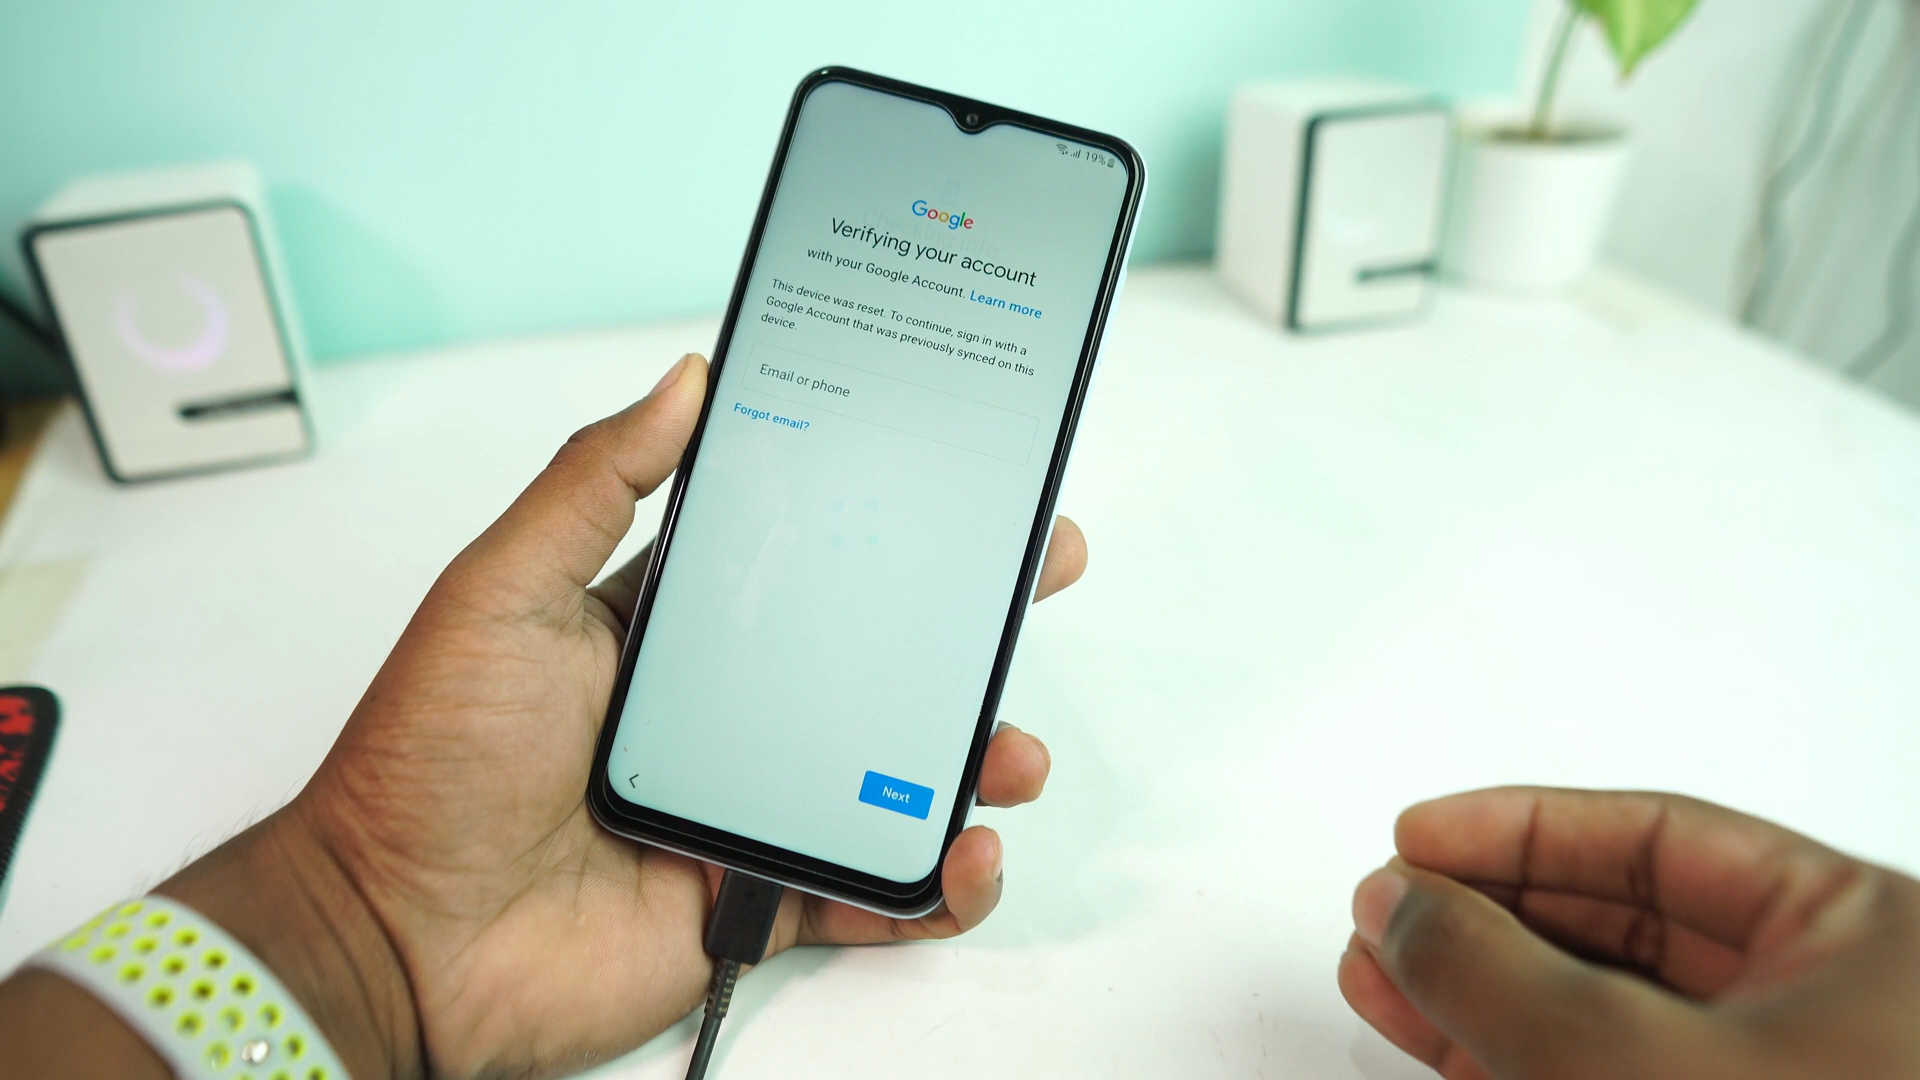 19%
Google
Verifying your account
with your Google Account. Learn more
This device was reset. To continue, sign in with a
Google Account that was previously synced on this
device.
Email or phone
Forgot email?
Next